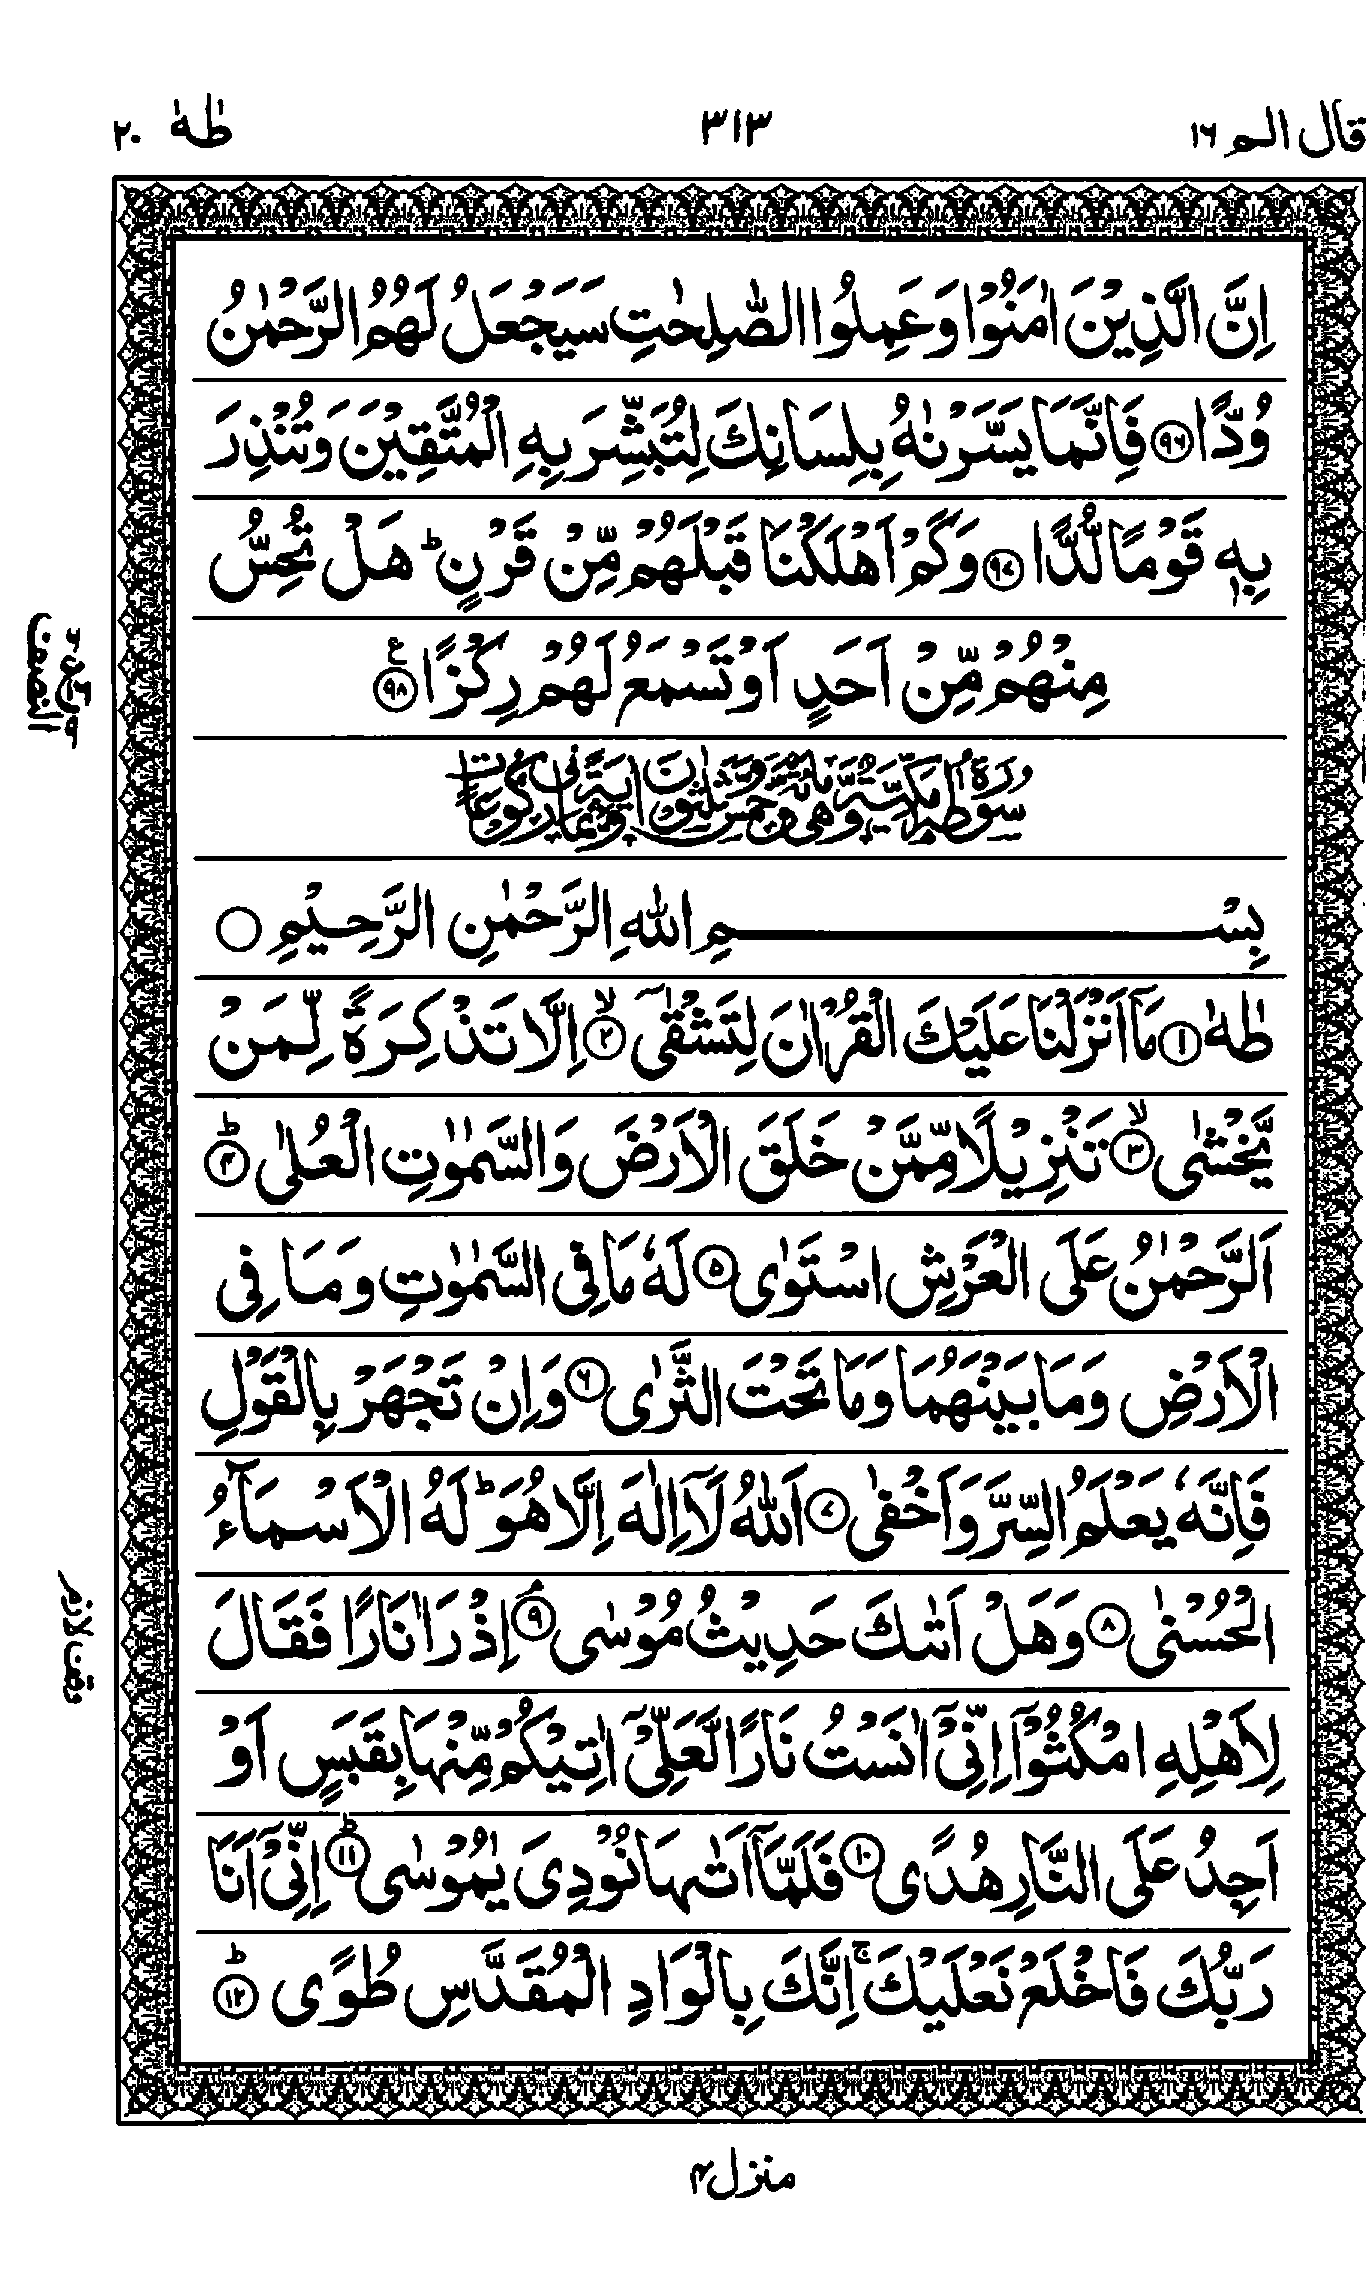 قال الم ١٦
٣١٣
طٰهٰ ٢٠
اِنَّ الَّذِيْنَ اٰمَنُوْا وَعَمِلُوا الصّٰلِحٰتِ سَيَجْعَلُ لَهُمُ الرَّحْمٰنُ
وُدًّا ﴿٩٦﴾ فَاِنَّمَا يَسَّرْنٰهُ بِلِسَانِكَ لِتُبَشِّرَ بِهِ الْمُتَّقِيْنَ وَتُنْذِرَ
بِهٖ قَوْمًا لُّدًّا ﴿٩٧﴾ وَكَمْ اَهْلَكْنَا قَبْلَهُمْ مِّنْ قَرْنٍ ؕ هَلْ تُحِسُّ
مِنْهُمْ مِّنْ اَحَدٍ اَوْ تَسْمَعُ لَهُمْ رِكْزًا ﴿٩٨﴾ ع
سُوْرَةُ طٰهٰ مَكِّيَّةٌ وَّهِيَ مِائَةٌ وَّخَمْسٌ وَّثَلٰثُوْنَ اٰيَةً وَّثَمَانِي رُكُوْعَاتٍ
بِسْمِ اللّٰهِ الرَّحْمٰنِ الرَّحِيْمِ ○
طٰهٰ ﴿١﴾ مَاۤ اَنْزَلْنَا عَلَيْكَ الْقُرْاٰنَ لِتَشْقٰۤى ﴿٢﴾ۙ اِلَّا تَذْكِرَةً لِّمَنْ
يَّخْشٰى ﴿٣﴾ۙ تَنْزِيْلًا مِّمَّنْ خَلَقَ الْاَرْضَ وَالسَّمٰوٰتِ الْعُلٰى ﴿٤﴾ؕ
اَلرَّحْمٰنُ عَلَى الْعَرْشِ اسْتَوٰى ﴿٥﴾ لَهٗ مَا فِى السَّمٰوٰتِ وَمَا فِى
الْاَرْضِ وَمَا بَيْنَهُمَا وَمَا تَحْتَ الثَّرٰى ﴿٦﴾ وَاِنْ تَجْهَرْ بِالْقَوْلِ
فَاِنَّهٗ يَعْلَمُ السِّرَّ وَاَخْفٰى ﴿٧﴾ اَللّٰهُ لَاۤ اِلٰهَ اِلَّا هُوَ ؕ لَهُ الْاَسْمَآءُ
الْحُسْنٰى ﴿٨﴾ وَهَلْ اَتٰىكَ حَدِيْثُ مُوْسٰى ﴿٩﴾ۘ اِذْ رَاٰ نَارًا فَقَالَ
لِاَهْلِهِ امْكُثُوْۤا اِنِّىْۤ اٰنَسْتُ نَارًا لَّعَلِّىْۤ اٰتِيْكُمْ مِّنْهَا بِقَبَسٍ اَوْ
اَجِدُ عَلَى النَّارِ هُدًى ﴿١٠﴾ فَلَمَّاۤ اَتٰىهَا نُوْدِىَ يٰمُوْسٰى ﴿١١﴾ؕ اِنِّىْۤ اَنَا
رَبُّكَ فَاخْلَعْ نَعْلَيْكَ ۚ اِنَّكَ بِالْوَادِ الْمُقَدَّسِ طُوًى ﴿١٢﴾ؕ
وقف لازم
منزل ٤